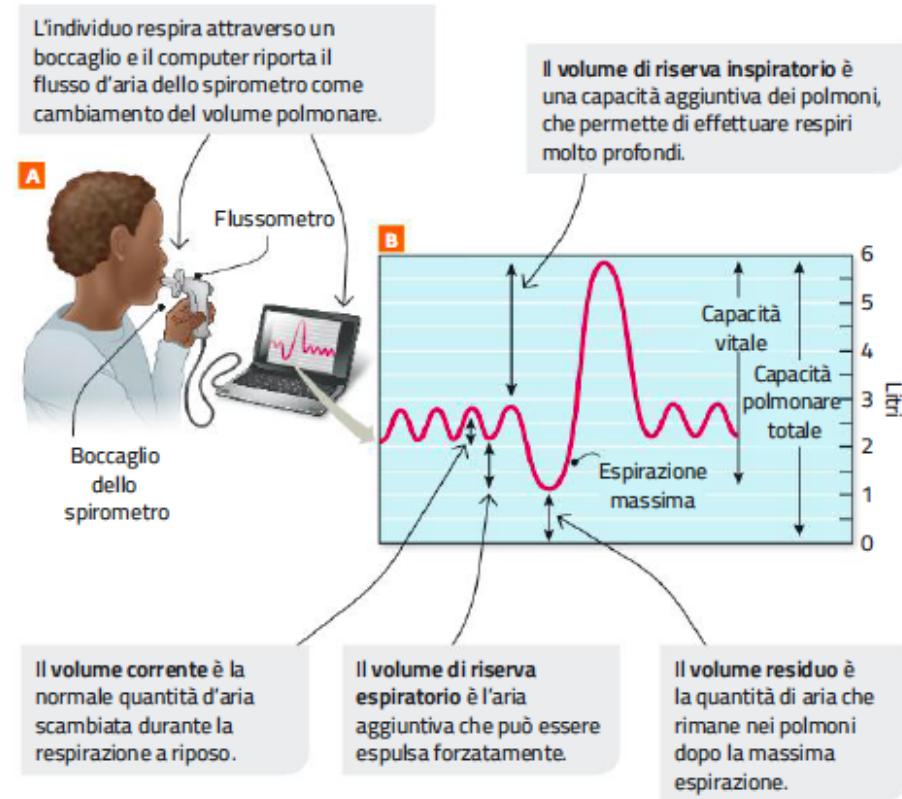 L'individuo respira attraverso un
boccaglio e il computer riporta il
flusso d'aria dello spirometro come
cambiamento del volume polmonare.
Il volume di riserva inspiratorio è
una capacità aggiuntiva dei polmoni,
che permette di effettuare respiri
molto profondi.
A
Flussometro
Boccaglio
dello
spirometro
B
6
5
4
3
2
1
0
Litri
Capacità
vitale
Capacità
polmonare
totale
Espirazione
massima
Il volume corrente è la
normale quantità d'aria
scambiata durante la
respirazione a riposo.
Il volume di riserva
espiratorio è l'aria
aggiuntiva che può essere
espulsa forzatamente.
Il volume residuo è
la quantità di aria che
rimane nei polmoni
dopo la massima
espirazione.